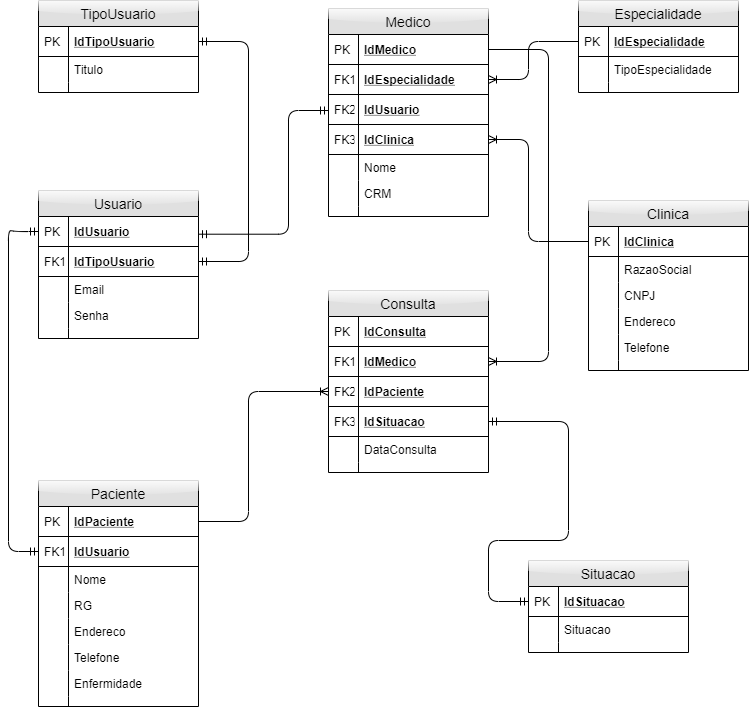 TipoUsuario
PK IdTipoUsuario
Titulo
Medico
PK IdMedico
FK1 IdEspecialidade
FK2 IdUsuario
FK3 IdClinica
Nome
CRM
Especialidade
PK IdEspecialidade
TipoEspecialidade
Usuario
PK IdUsuario
FK1 IdTipoUsuario
Email
Senha
Clinica
PK IdClinica
RazaoSocial
CNPJ
Endereco
Telefone
Consulta
PK IdConsulta
FK1 IdMedico
FK2 IdPaciente
FK3 IdSituacao
DataConsulta
Paciente
PK IdPaciente
FK1 IdUsuario
Nome
RG
Endereco
Telefone
Enfermidade
Situacao
PK IdSituacao
Situacao